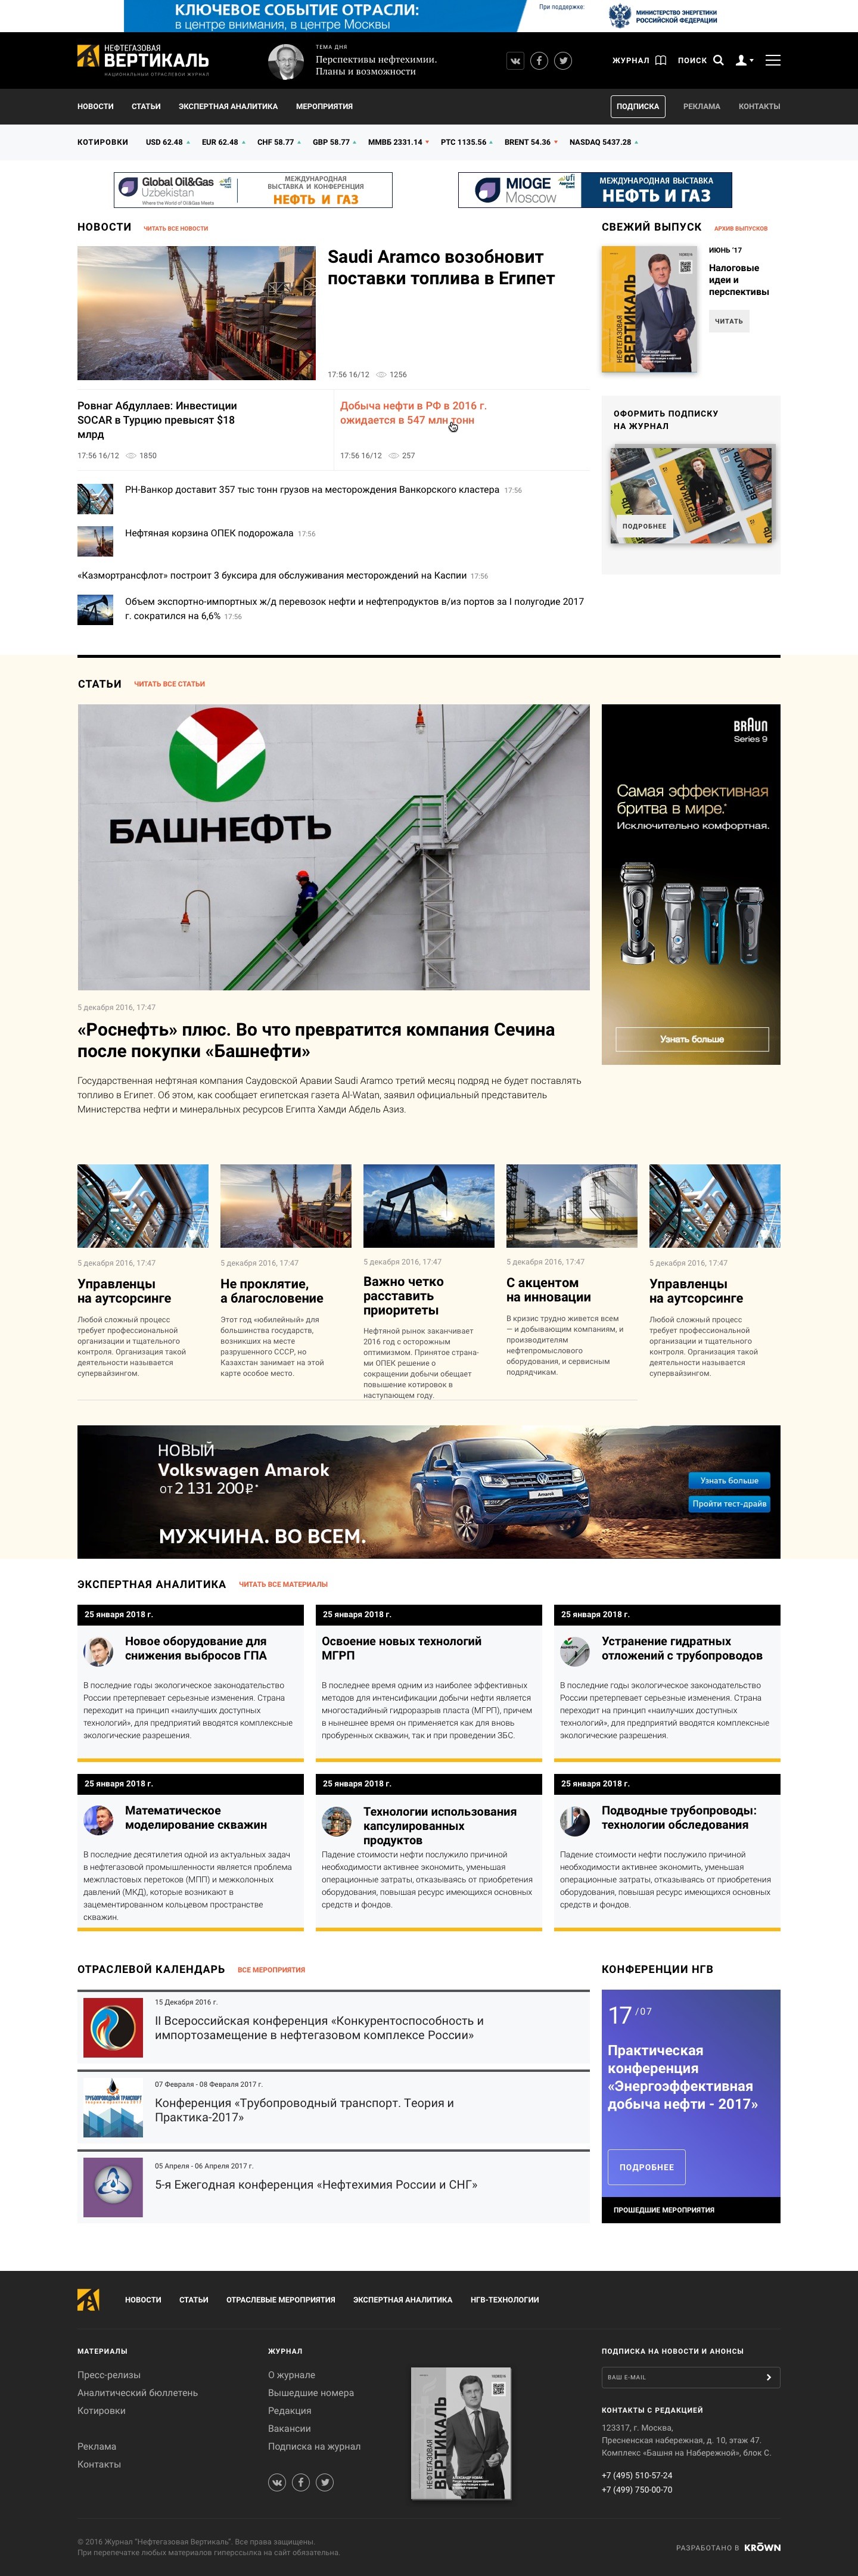 КЛЮЧЕВОЕ СОБЫТИЕ ОТРАСЛИ:
в центре внимания, в центре Москвы
При поддержке:
МИНИСТЕРСТВО ЭНЕРГЕТИКИ
РОССИЙСКОЙ ФЕДЕРАЦИИ
НЕФТЕГАЗОВАЯ
ВЕРТИКАЛЬ
НАЦИОНАЛЬНЫЙ ОТРАСЛЕВОЙ ЖУРНАЛ
ТЕМА ДНЯ
Перспективы нефтехимии.
Планы и возможности
ЖУРНАЛ
ПОИСК
НОВОСТИ СТАТЬИ ЭКСПЕРТНАЯ АНАЛИТИКА МЕРОПРИЯТИЯ
ПОДПИСКА РЕКЛАМА КОНТАКТЫ
КОТИРОВКИ USD 62.48 EUR 62.48 CHF 58.77 GBP 58.77 ММВБ 2331.14 РТС 1135.56 BRENT 54.36 NASDAQ 5437.28
Global Oil&Gas
Uzbekistan
Where the World of Oil&Gas Meets
МЕЖДУНАРОДНАЯ
ВЫСТАВКА И КОНФЕРЕНЦИЯ
НЕФТЬ И ГАЗ
MIOGE
Moscow
ufi
Approved Event
МЕЖДУНАРОДНАЯ ВЫСТАВКА
НЕФТЬ И ГАЗ
НОВОСТИ
ЧИТАТЬ ВСЕ НОВОСТИ
Saudi Aramco возобновит
поставки топлива в Египет
17:56 16/12 1256
Ровнаг Абдуллаев: Инвестиции
SOCAR в Турцию превысят $18
млрд
17:56 16/12 1850
Добыча нефти в РФ в 2016 г.
ожидается в 547 млн тонн
17:56 16/12 257
РН-Ванкор доставит 357 тыс тонн грузов на месторождения Ванкорского кластера 17:56
Нефтяная корзина ОПЕК подорожала 17:56
«Казмортрансфлот» построит 3 буксира для обслуживания месторождений на Каспии 17:56
Объем экспортно-импортных ж/д перевозок нефти и нефтепродуктов в/из портов за I полугодие 2017
г. сократился на 6,6% 17:56
СВЕЖИЙ ВЫПУСК
АРХИВ ВЫПУСКОВ
НЕФТЕГАЗОВАЯ
ВЕРТИКАЛЬ
ИЮНЬ '17
Налоговые
идеи и
перспективы
ЧИТАТЬ
ОФОРМИТЬ ПОДПИСКУ
НА ЖУРНАЛ
ВЕРТИКАЛЬ
ВЕРТИКАЛЬ
ПОДРОБНЕЕ
СТАТЬИ
ЧИТАТЬ ВСЕ СТАТЬИ
БАШНЕФТЬ
5 декабря 2016, 17:47
«Роснефть» плюс. Во что превратится компания Сечина
после покупки «Башнефти»
Государственная нефтяная компания Саудовской Аравии Saudi Aramco третий месяц подряд не будет поставлять
топливо в Египет. Об этом, как сообщает египетская газета Al-Watan, заявил официальный представитель
Министерства нефти и минеральных ресурсов Египта Хамди Абдель Азиз.
BRAUN
Series 9
Самая эффективная
бритва в мире.*
Исключительно комфортная.
Узнать больше
5 декабря 2016, 17:47
Управленцы
на аутсорсинге
Любой сложный процесс
требует профессиональной
организации и тщательного
контроля. Организация такой
деятельности называется
супервайзингом.
5 декабря 2016, 17:47
Не проклятие,
а благословение
Этот год «юбилейный» для
большинства государств,
возникших на месте
разрушенного СССР, но
Казахстан занимает на этой
карте особое место.
5 декабря 2016, 17:47
Важно четко
расставить
приоритеты
Нефтяной рынок заканчивает
2016 год с осторожным
оптимизмом. Принятое страна-
ми ОПЕК решение о
сокращении добычи обещает
повышение котировок в
наступающем году.
5 декабря 2016, 17:47
С акцентом
на инновации
В кризис трудно живется всем
— и добывающим компаниям, и
производителям
нефтепромыслового
оборудования, и сервисным
подрядчикам.
5 декабря 2016, 17:47
Управленцы
на аутсорсинге
Любой сложный процесс
требует профессиональной
организации и тщательного
контроля. Организация такой
деятельности называется
супервайзингом.
НОВЫЙ
Volkswagen Amarok
от 2 131 200 ₽*
МУЖЧИНА. ВО ВСЕМ.
Amarok
Узнать больше
Пройти тест-драйв
ЭКСПЕРТНАЯ АНАЛИТИКА
ЧИТАТЬ ВСЕ МАТЕРИАЛЫ
25 января 2018 г.
Новое оборудование для
снижения выбросов ГПА
В последние годы экологическое законодательство
России претерпевает серьезные изменения. Страна
переходит на принцип «наилучших доступных
технологий», для предприятий вводятся комплексные
экологические разрешения.
25 января 2018 г.
Освоение новых технологий
МГРП
В последнее время одним из наиболее эффективных
методов для интенсификации добычи нефти является
многостадийный гидроразрыв пласта (МГРП), причем
в нынешнее время он применяется как для вновь
пробуренных скважин, так и при проведении ЗБС.
25 января 2018 г.
Устранение гидратных
отложений с трубопроводов
В последние годы экологическое законодательство
России претерпевает серьезные изменения. Страна
переходит на принцип «наилучших доступных
технологий», для предприятий вводятся комплексные
экологические разрешения.
25 января 2018 г.
Математическое
моделирование скважин
В последние десятилетия одной из актуальных задач
в нефтегазовой промышленности является проблема
межпластовых перетоков (МПП) и межколонных
давлений (МКД), которые возникают в
зацементированном кольцевом пространстве
скважин.
25 января 2018 г.
Технологии использования
капсулированных
продуктов
Падение стоимости нефти послужило причиной
необходимости активнее экономить, уменьшая
операционные затраты, отказываясь от приобретения
оборудования, повышая ресурс имеющихся основных
средств и фондов.
25 января 2018 г.
Подводные трубопроводы:
технологии обследования
Падение стоимости нефти послужило причиной
необходимости активнее экономить, уменьшая
операционные затраты, отказываясь от приобретения
оборудования, повышая ресурс имеющихся основных
средств и фондов.
ОТРАСЛЕВОЙ КАЛЕНДАРЬ
ВСЕ МЕРОПРИЯТИЯ
15 Декабря 2016 г.
II Всероссийская конференция «Конкурентоспособность и
импортозамещение в нефтегазовом комплексе России»
ТРУБОПРОВОДНЫЙ ТРАНСПОРТ
07 Февраля - 08 Февраля 2017 г.
Конференция «Трубопроводный транспорт. Теория и
Практика-2017»
05 Апреля - 06 Апреля 2017 г.
5-я Ежегодная конференция «Нефтехимия России и СНГ»
КОНФЕРЕНЦИИ НГВ
17 /07
Практическая
конференция
«Энергоэффективная
добыча нефти - 2017»
ПОДРОБНЕЕ
ПРОШЕДШИЕ МЕРОПРИЯТИЯ
НОВОСТИ СТАТЬИ ОТРАСЛЕВЫЕ МЕРОПРИЯТИЯ ЭКСПЕРТНАЯ АНАЛИТИКА НГВ-ТЕХНОЛОГИИ
МАТЕРИАЛЫ
Пресс-релизы
Аналитический бюллетень
Котировки
Реклама
Контакты
ЖУРНАЛ
О журнале
Вышедшие номера
Редакция
Вакансии
Подписка на журнал
НЕФТЕГАЗОВАЯ
ВЕРТИКАЛЬ
ПОДПИСКА НА НОВОСТИ И АНОНСЫ
ВАШ E-MAIL
КОНТАКТЫ С РЕДАКЦИЕЙ
123317, г. Москва,
Пресненская набережная, д. 10, этаж 47.
Комплекс «Башня на Набережной», блок С.
+7 (495) 510-57-24
+7 (499) 750-00-70
© 2016 Журнал "Нефтегазовая Вертикаль". Все права защищены.
При перепечатке любых материалов гиперссылка на сайт обязательна.
РАЗРАБОТАНО В KRŌWN